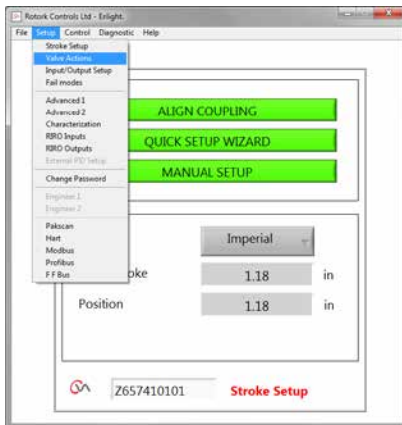 Rotork Controls Ltd - Enlight.
File Setup Control Diagnostic Help
Stroke Setup
Valve Actions
Input/Output Setup
Fail modes
Advanced 1
Advanced 2
Characterization
RIRO Inputs
RIRO Outputs
External PID Setup
Change Password
Engineer 1
Engineer 2
Pakscan
Hart
Modbus
Profibus
F F Bus
ALIGN COUPLING
QUICK SETUP WIZARD
MANUAL SETUP
Imperial
oke 1.18 in
Position 1.18 in
Z657410101 Stroke Setup